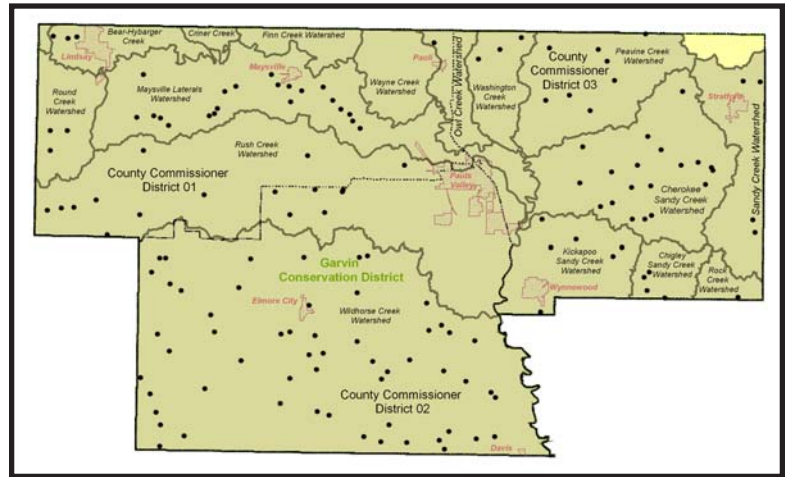 Bear-Hybarger
Creek
Criner Creek
Finn Creek Watershed
Lindsay
Maysville
Paoli
Owl Creek Watershed
County
Commissioner
District 03
Peavine Creek
Watershed
Round
Creek
Watershed
Maysville Laterals
Watershed
Wayne Creek
Watershed
Washington
Creek
Watershed
Stratford
Sandy Creek Watershed
Rush Creek
Watershed
County Commissioner
District 01
Pauls
Valley
Cherokee
Sandy Creek
Watershed
Garvin
Conservation District
Kickapoo
Sandy Creek
Watershed
Chigley
Sandy Creek
Watershed
Rock
Creek
Watershed
Wynnewood
Elmore City
Wildhorse Creek
Watershed
County Commissioner
District 02
Davis